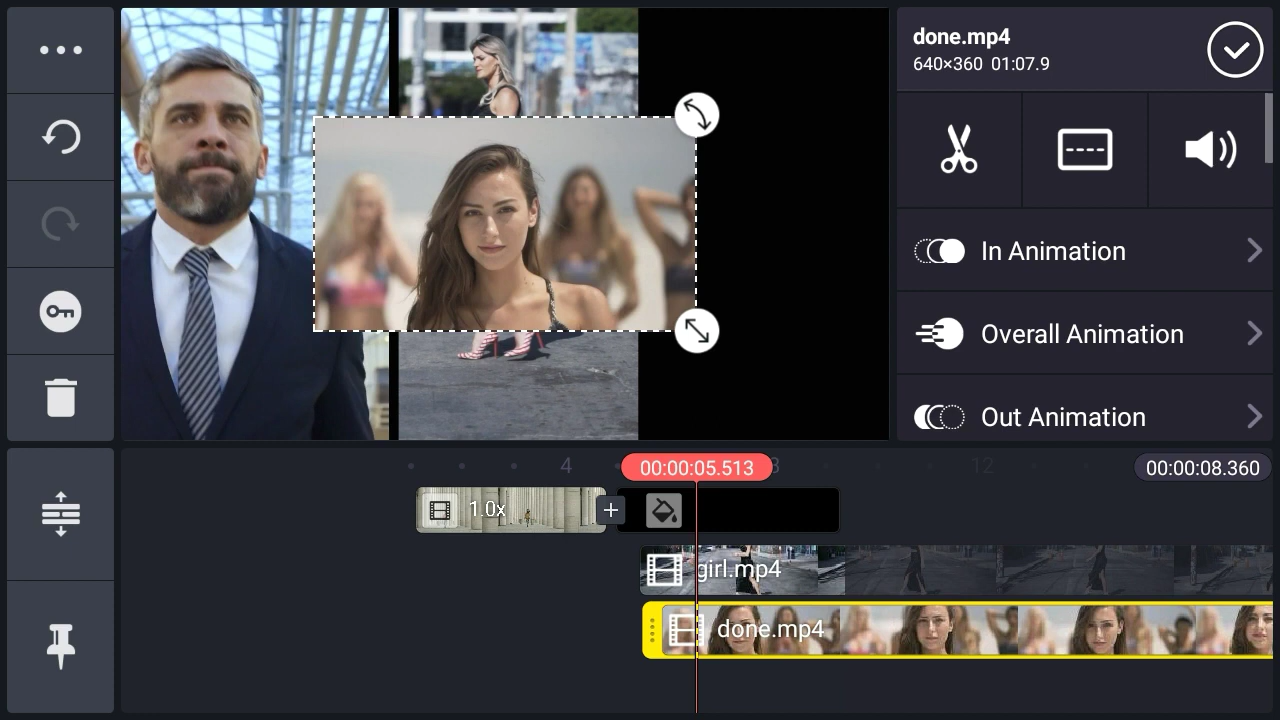 done.mp4
640×360 01:07.9
In Animation
Overall Animation
Out Animation
4
00:00:05.513
8
12
00:00:08.360
1.0x
girl.mp4
done.mp4